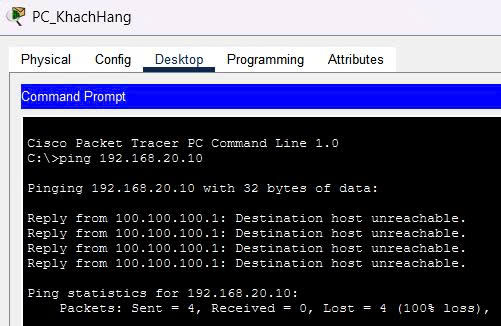 PC_KhachHang
Physical Config Desktop Programming Attributes
Command Prompt
Cisco Packet Tracer PC Command Line 1.0
C:\>ping 192.168.20.10
Pinging 192.168.20.10 with 32 bytes of data:
Reply from 100.100.100.1: Destination host unreachable.
Reply from 100.100.100.1: Destination host unreachable.
Reply from 100.100.100.1: Destination host unreachable.
Reply from 100.100.100.1: Destination host unreachable.
Ping statistics for 192.168.20.10:
Packets: Sent = 4, Received = 0, Lost = 4 (100% loss),